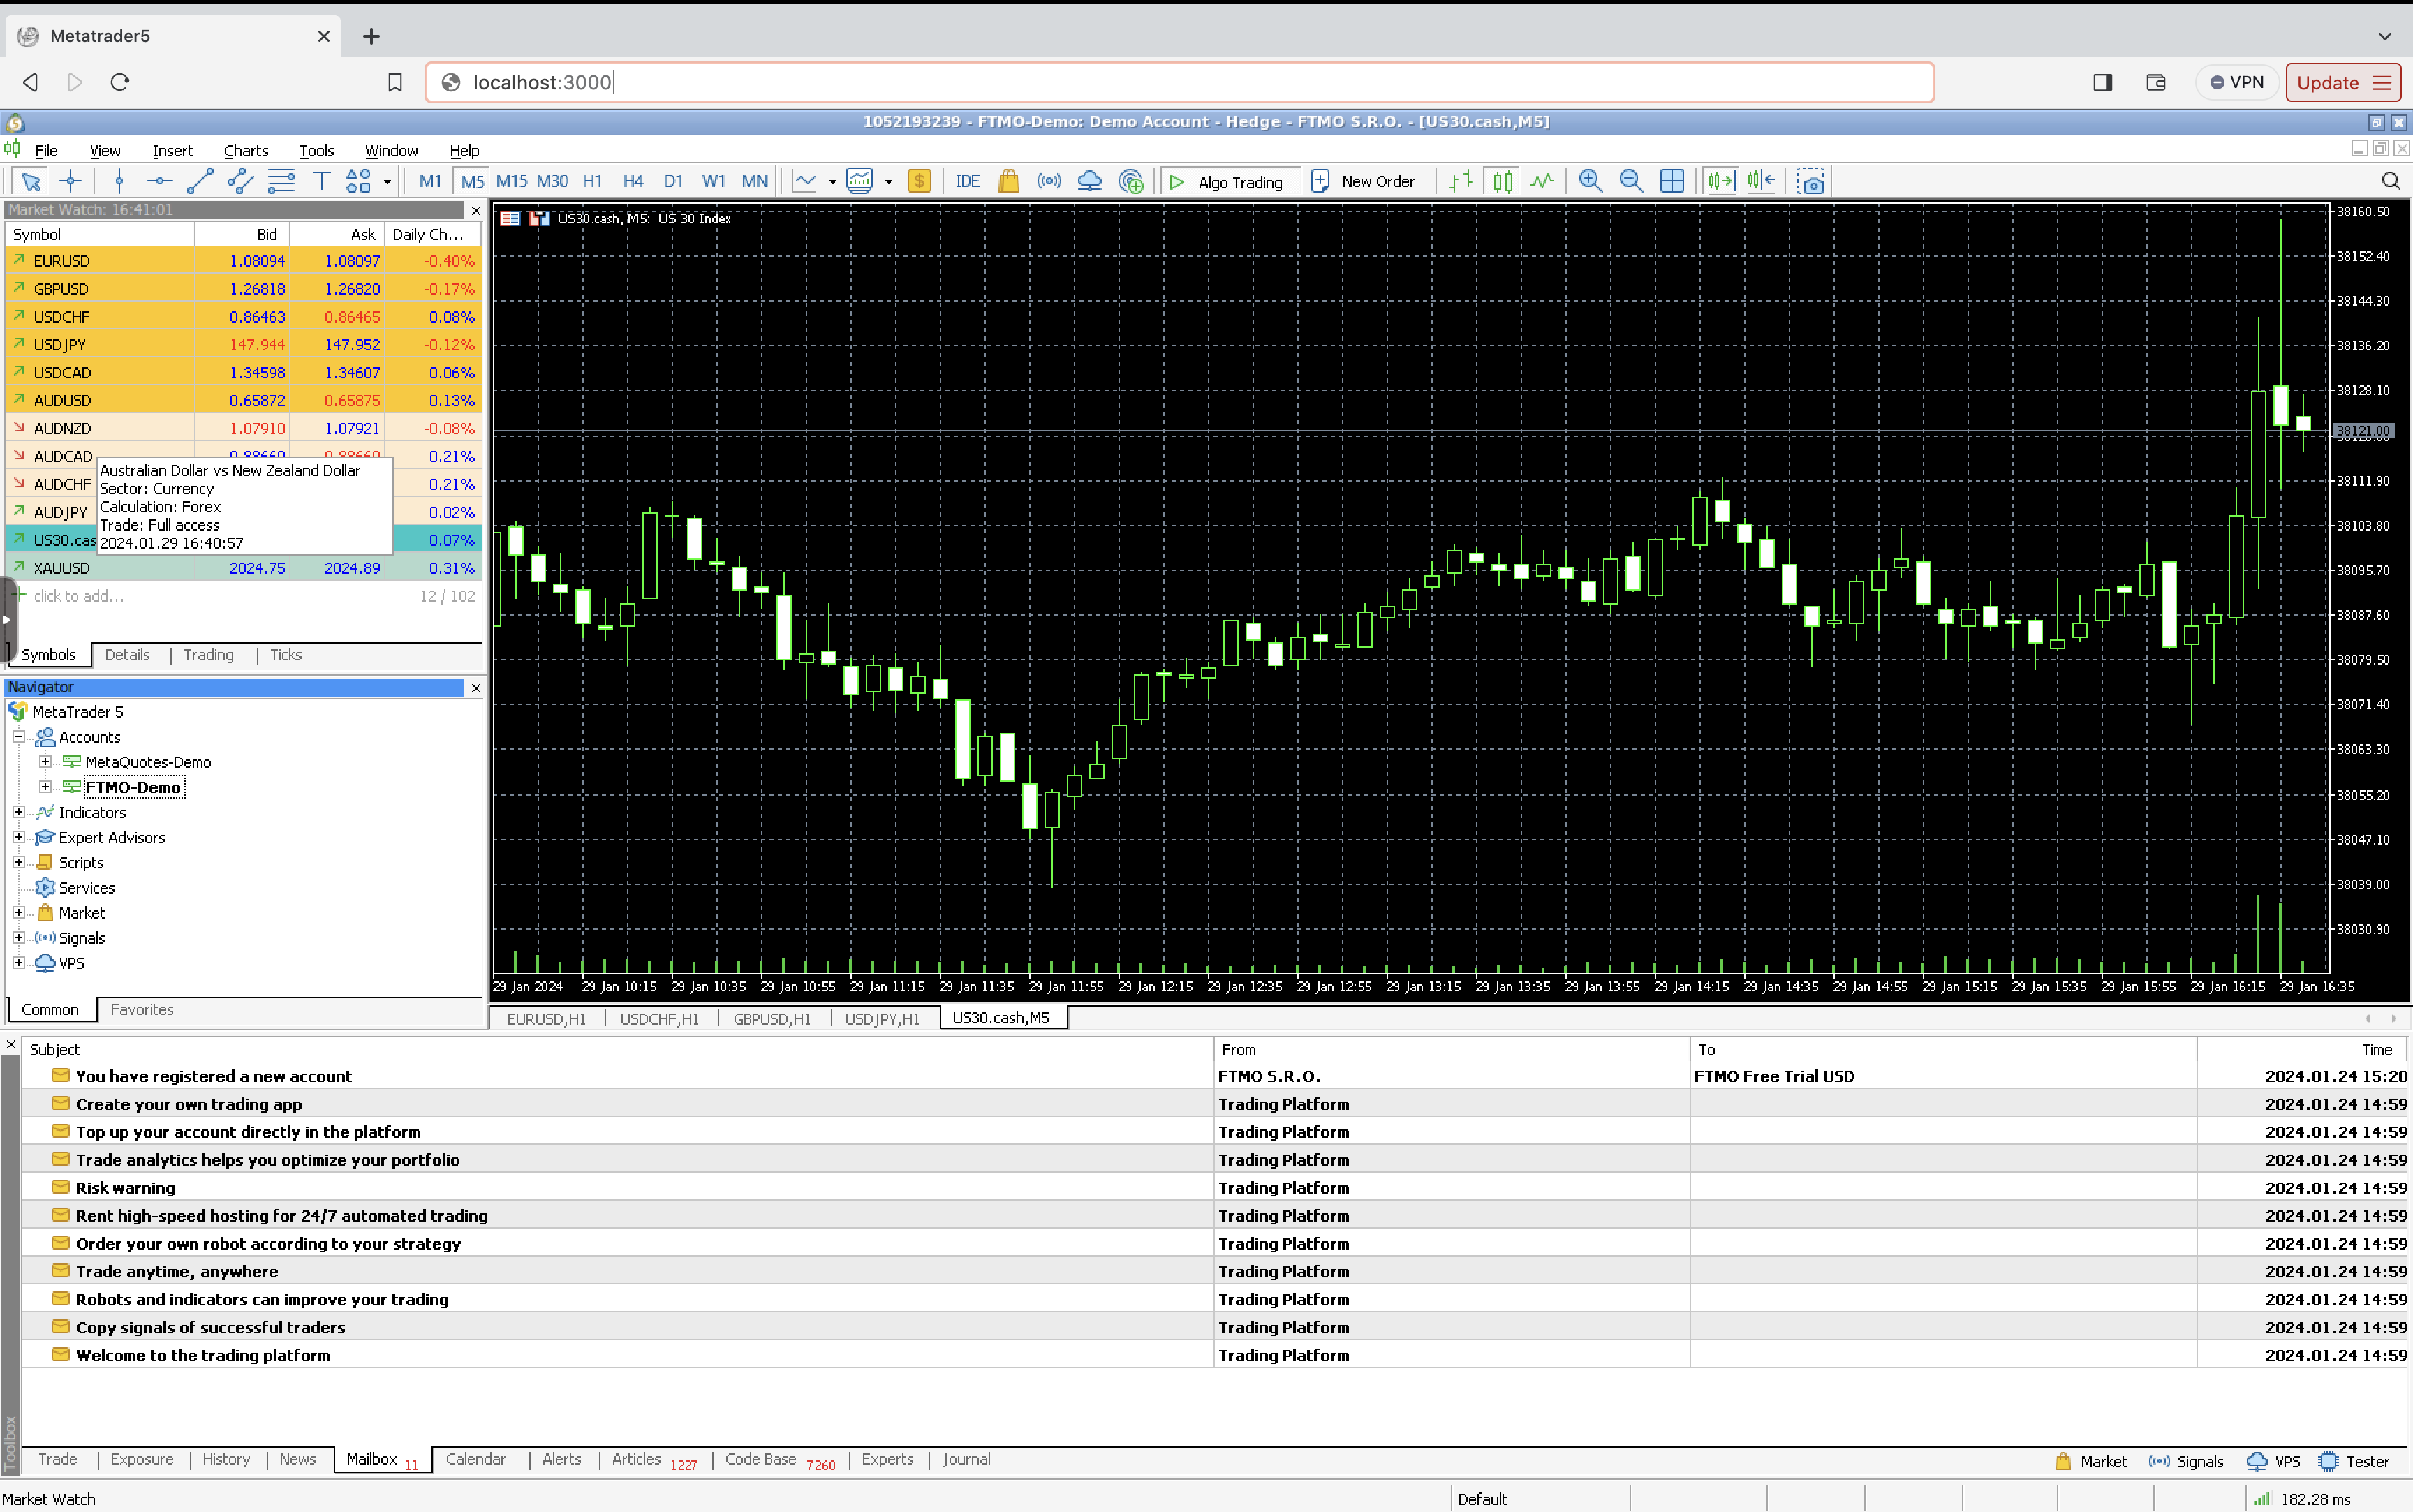 Metatrader5
localhost:3000
VPN
Update
1052193239 - FTMO-Demo: Demo Account - Hedge - FTMO S.R.O. - [US30.cash,M5]
File View Insert Charts Tools Window Help
M1 M5 M15 M30 H1 H4 D1 W1 MN IDE Algo Trading New Order
Market Watch: 16:41:01
Symbol Bid Ask Daily Ch...
EURUSD 1.08094 1.08097 -0.40%
GBPUSD 1.26818 1.26820 -0.17%
USDCHF 0.86463 0.86465 0.08%
USDJPY 147.944 147.952 -0.12%
USDCAD 1.34598 1.34607 0.06%
AUDUSD 0.65872 0.65875 0.13%
AUDNZD 1.07910 1.07921 -0.08%
AUDCAD 0.21%
AUDCHF 0.21%
AUDJPY 0.02%
US30.cas 0.07%
Australian Dollar vs New Zealand Dollar
Sector: Currency
Calculation: Forex
Trade: Full access
2024.01.29 16:40:57
XAUUSD 2024.75 2024.89 0.31%
click to add... 12 / 102
Symbols Details Trading Ticks
Navigator
MetaTrader 5
Accounts
MetaQuotes-Demo
FTMO-Demo
Indicators
Expert Advisors
Scripts
Services
Market
Signals
VPS
Common Favorites
US30.cash, M5: US 30 Index
38160.50
38152.40
38144.30
38136.20
38128.10
38121.00
38111.90
38103.80
38095.70
38087.60
38079.50
38071.40
38063.30
38055.20
38047.10
38039.00
38030.90
29 Jan 2024 29 Jan 10:15 29 Jan 10:35 29 Jan 10:55 29 Jan 11:15 29 Jan 11:35 29 Jan 11:55 29 Jan 12:15 29 Jan 12:35 29 Jan 12:55 29 Jan 13:15 29 Jan 13:35 29 Jan 13:55 29 Jan 14:15 29 Jan 14:35 29 Jan 14:55 29 Jan 15:15 29 Jan 15:35 29 Jan 15:55 29 Jan 16:15 29 Jan 16:35
EURUSD,H1 USDCHF,H1 GBPUSD,H1 USDJPY,H1 US30.cash,M5
Subject From To Time
You have registered a new account FTMO S.R.O. FTMO Free Trial USD 2024.01.24 15:20
Create your own trading app Trading Platform 2024.01.24 14:59
Top up your account directly in the platform Trading Platform 2024.01.24 14:59
Trade analytics helps you optimize your portfolio Trading Platform 2024.01.24 14:59
Risk warning Trading Platform 2024.01.24 14:59
Rent high-speed hosting for 24/7 automated trading Trading Platform 2024.01.24 14:59
Order your own robot according to your strategy Trading Platform 2024.01.24 14:59
Trade anytime, anywhere Trading Platform 2024.01.24 14:59
Robots and indicators can improve your trading Trading Platform 2024.01.24 14:59
Copy signals of successful traders Trading Platform 2024.01.24 14:59
Welcome to the trading platform Trading Platform 2024.01.24 14:59
Toolbox
Trade Exposure History News Mailbox 11 Calendar Alerts Articles 1227 Code Base 7260 Experts Journal Market Signals VPS Tester
Market Watch Default 182.28 ms